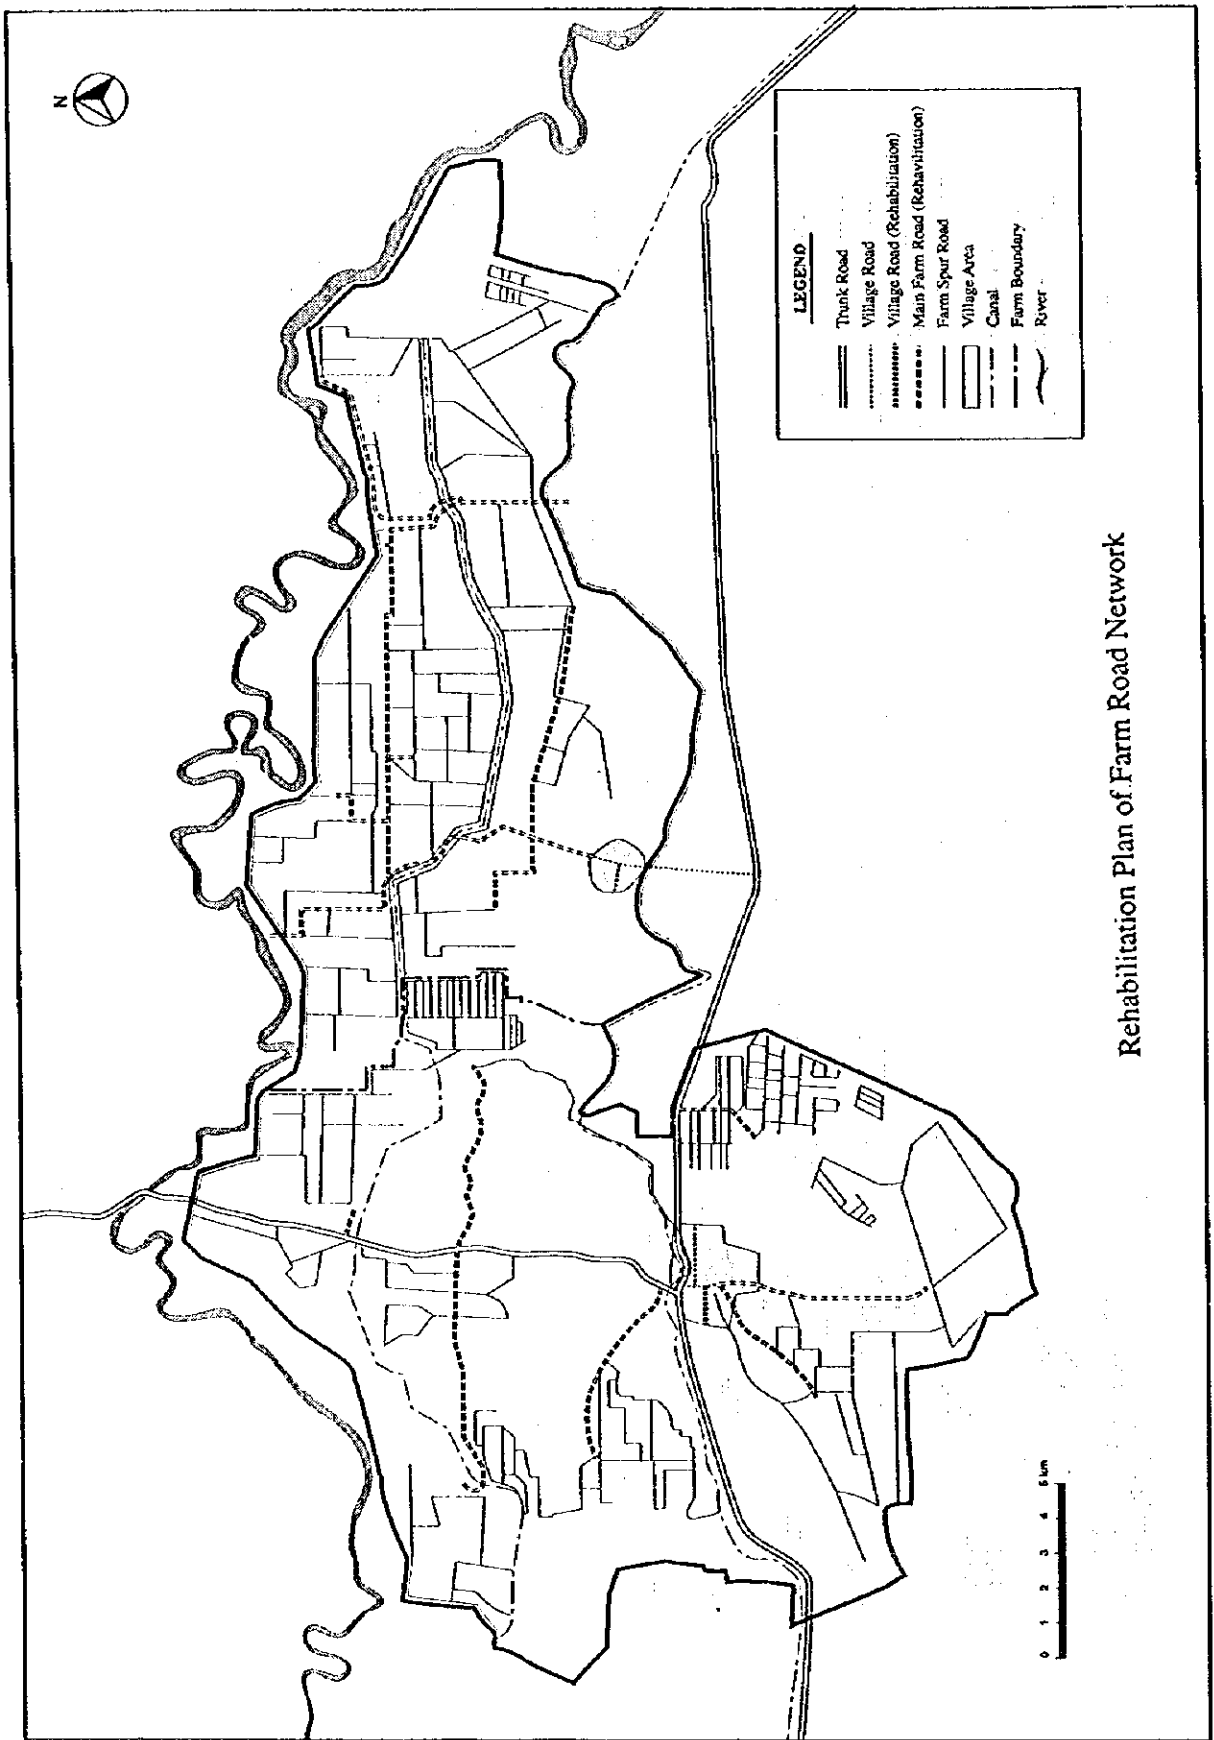 N
LEGEND
Trunk Road
Village Road
Village Road (Rehabilitation)
Main Farm Road (Rehavilitation)
Farm Spur Road
Village Area
Canal
Farm Boundary
River
0 1 2 3 4 5 km
Rehabilitation Plan of Farm Road Network